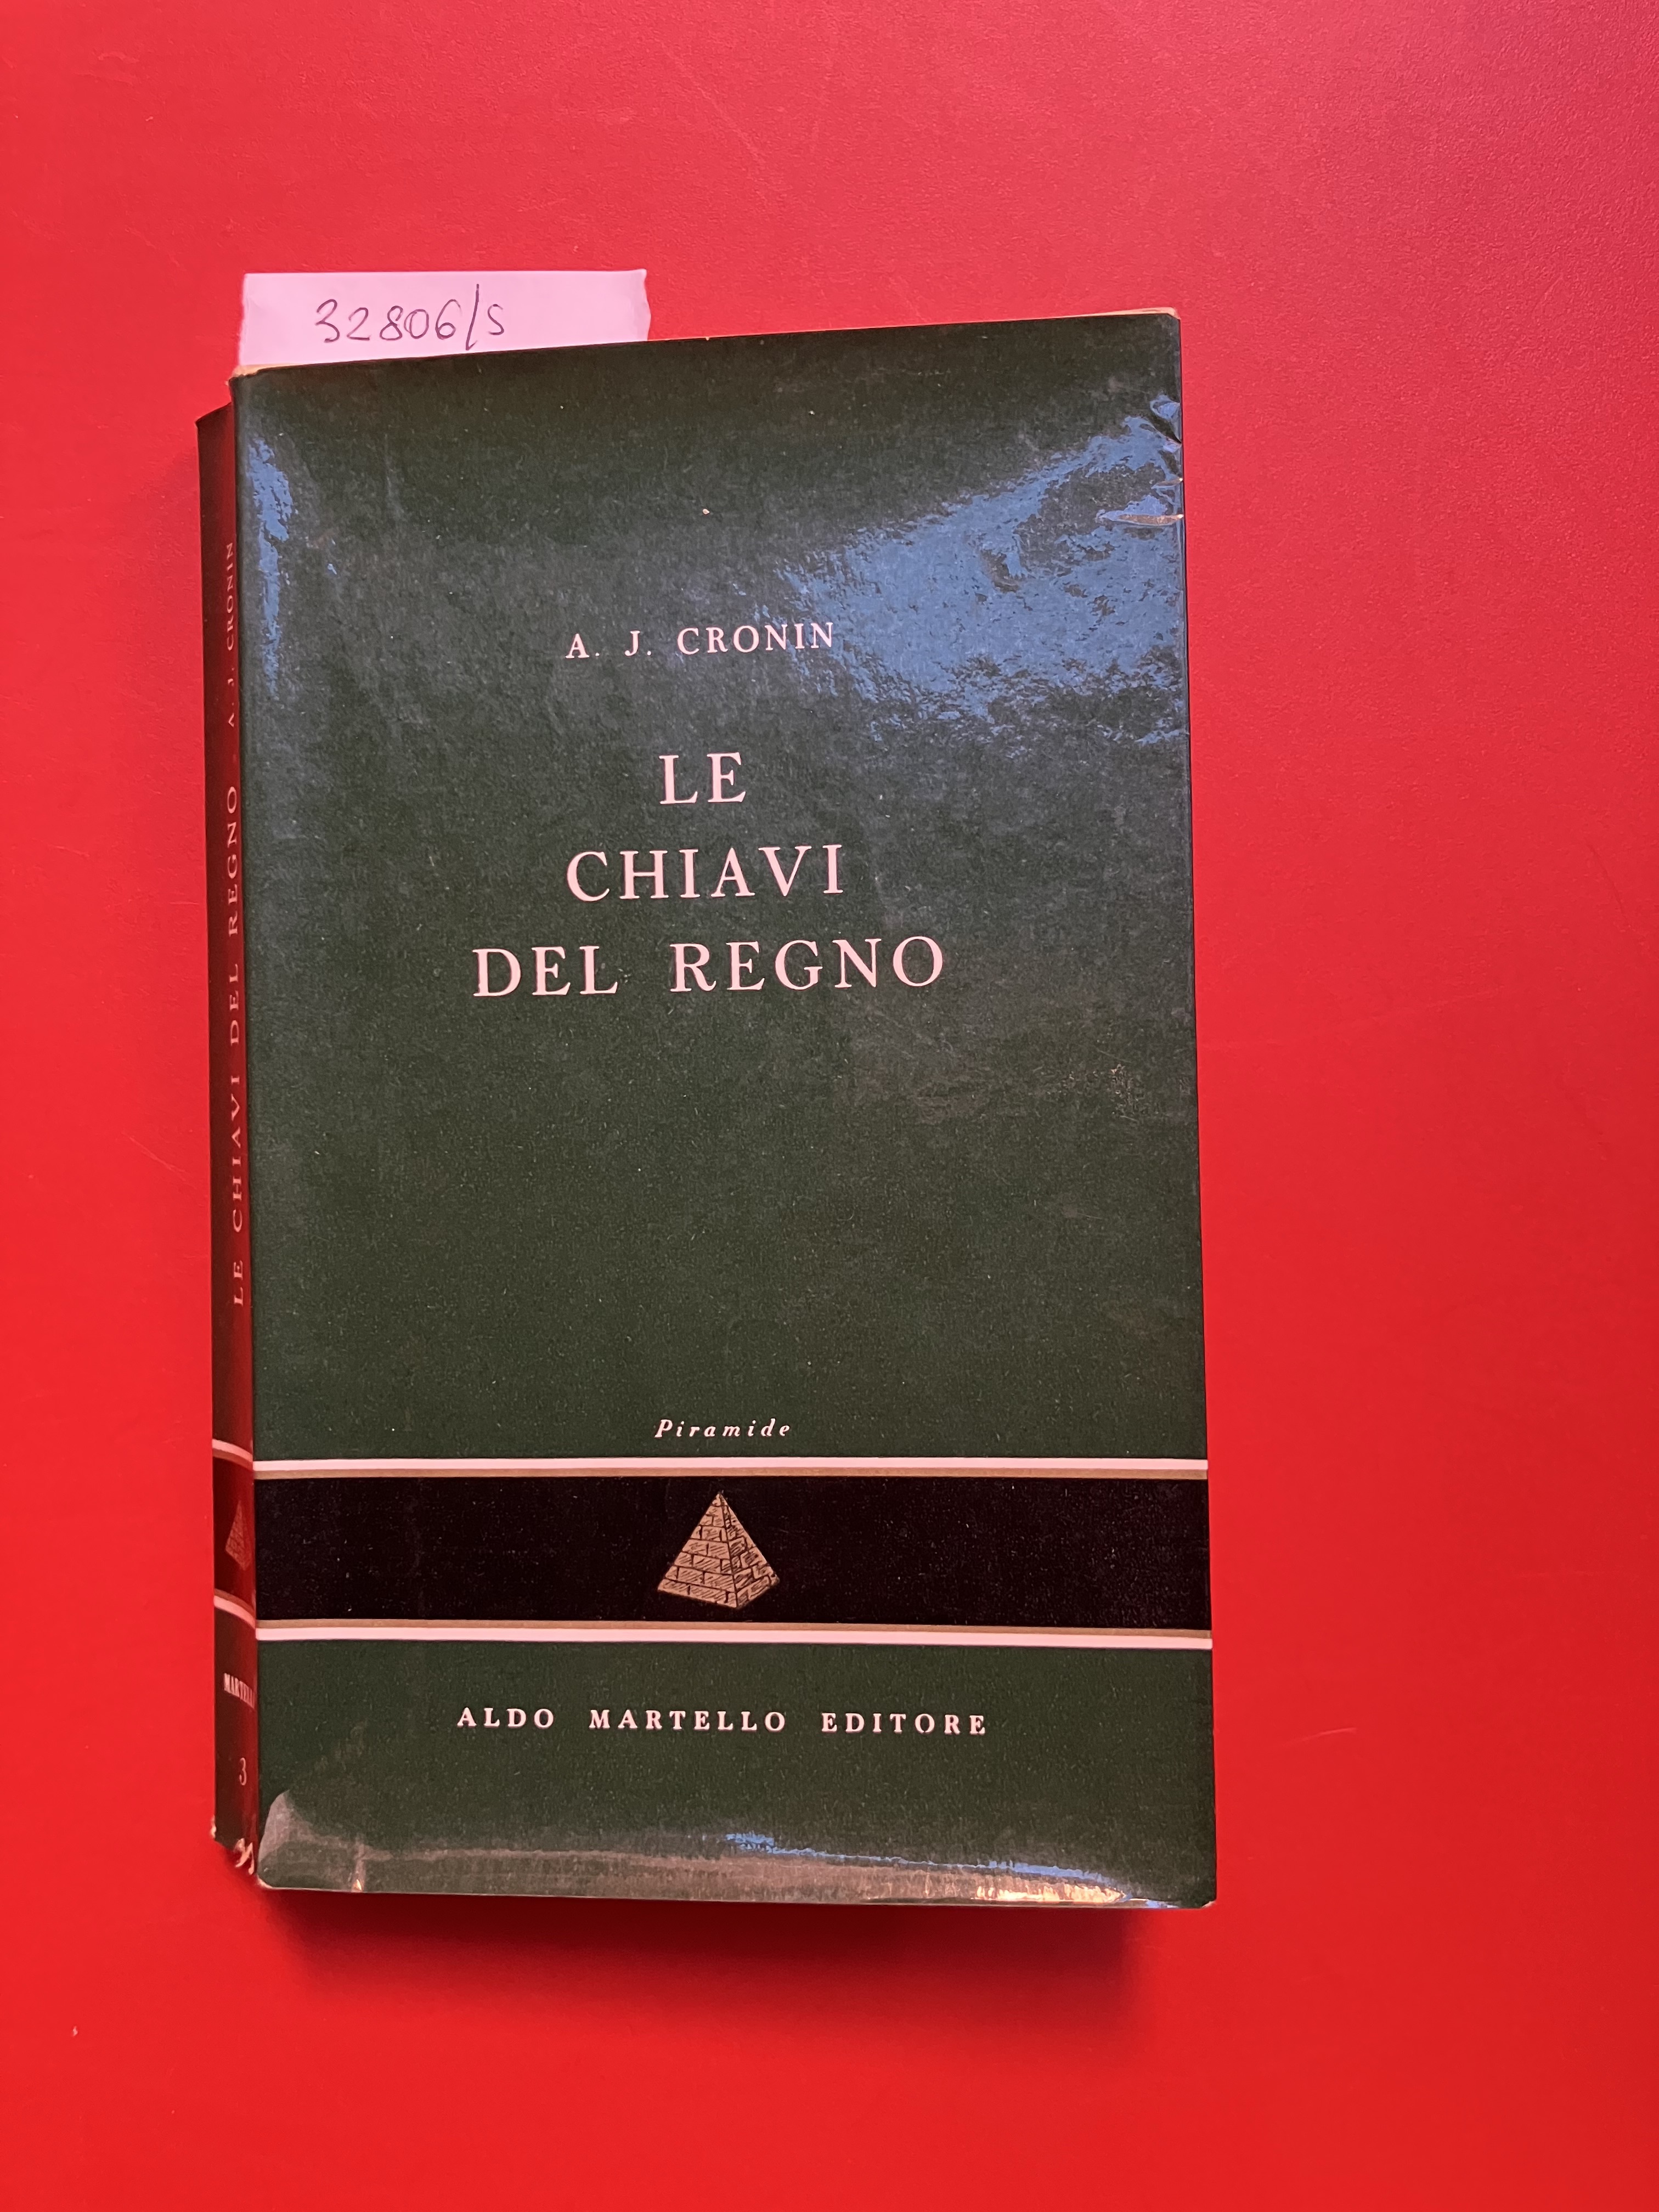 32806/S
A. J. CRONIN
LE
CHIAVI
DEL REGNO
Piramide
ALDO MARTELLO EDITORE
LE CHIAVI DEL REGNO - A. J. CRONIN
3